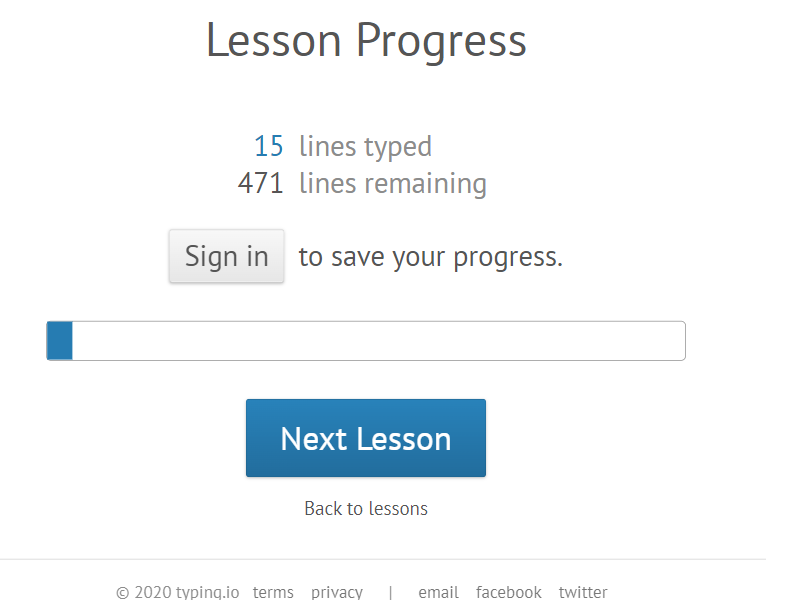 Lesson Progress
15 lines typed
471 lines remaining
Sign in to save your progress.
Next Lesson
Back to lessons
© 2020 typing.io terms privacy | email facebook twitter